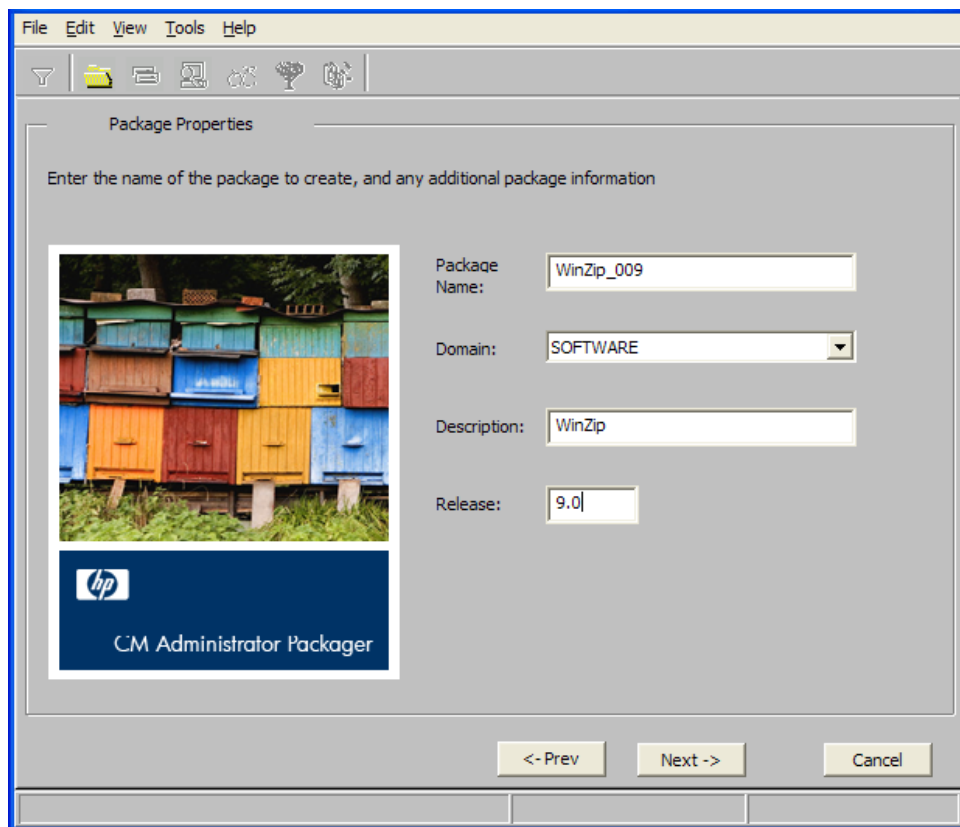 File Edit View Tools Help
Package Properties
Enter the name of the package to create, and any additional package information
Package
Name:
WinZip_009
Domain:
SOFTWARE
Description:
WinZip
Release:
9.0
hp
CM Administrator Packager
<- Prev
Next ->
Cancel